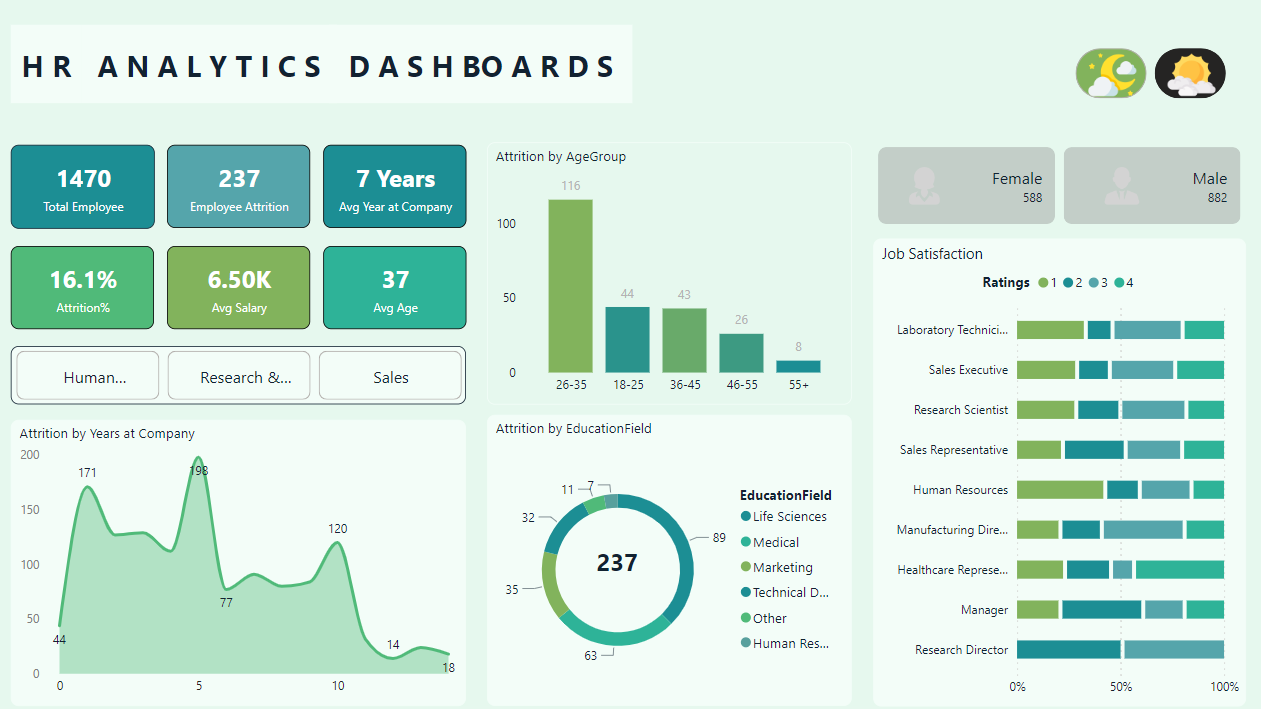 HR ANALYTICS DASHBOARDS
1470
Total Employee
237
Employee Attrition
7 Years
Avg Year at Company
16.1%
Attrition%
6.50K
Avg Salary
37
Avg Age
Human...
Research &...
Sales
Attrition by Years at Company
200
150
100
50
0
44
171
198
77
120
14
18
0
5
10
Attrition by AgeGroup
100
50
0
116
44
43
26
8
26-35
18-25
36-45
46-55
55+
Attrition by EducationField
237
89
63
35
32
11
7
EducationField
Life Sciences
Medical
Marketing
Technical D...
Other
Human Res...
Female
588
Male
882
Job Satisfaction
Ratings 1 2 3 4
Laboratory Technici...
Sales Executive
Research Scientist
Sales Representative
Human Resources
Manufacturing Dire...
Healthcare Represe...
Manager
Research Director
0% 50% 100%